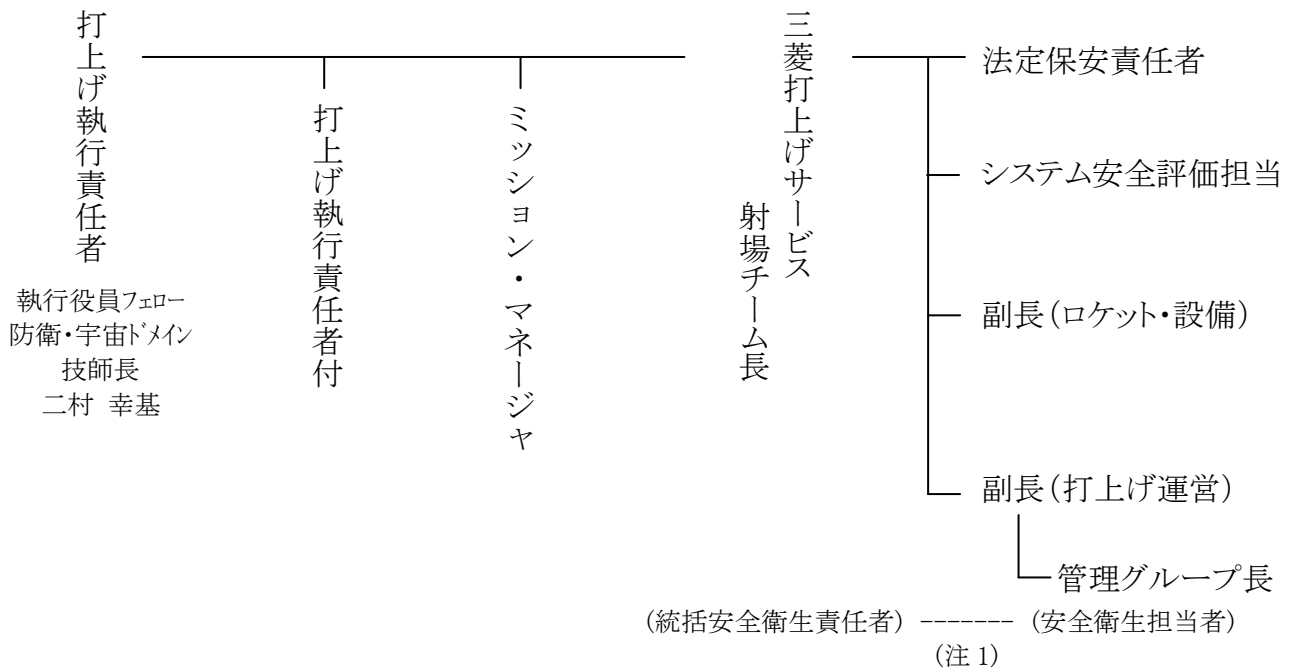 打上げ執行責任者
執行役員フェロー
防衛・宇宙ドメイン
技師長
二村 幸基
打上げ執行責任者付
ミッション・マネージャ
三菱打上げサービス
射場チーム長
法定保安責任者
システム安全評価担当
副長(ロケット・設備)
副長(打上げ運営)
管理グループ長
(統括安全衛生責任者) ------- (安全衛生担当者)
(注 1)